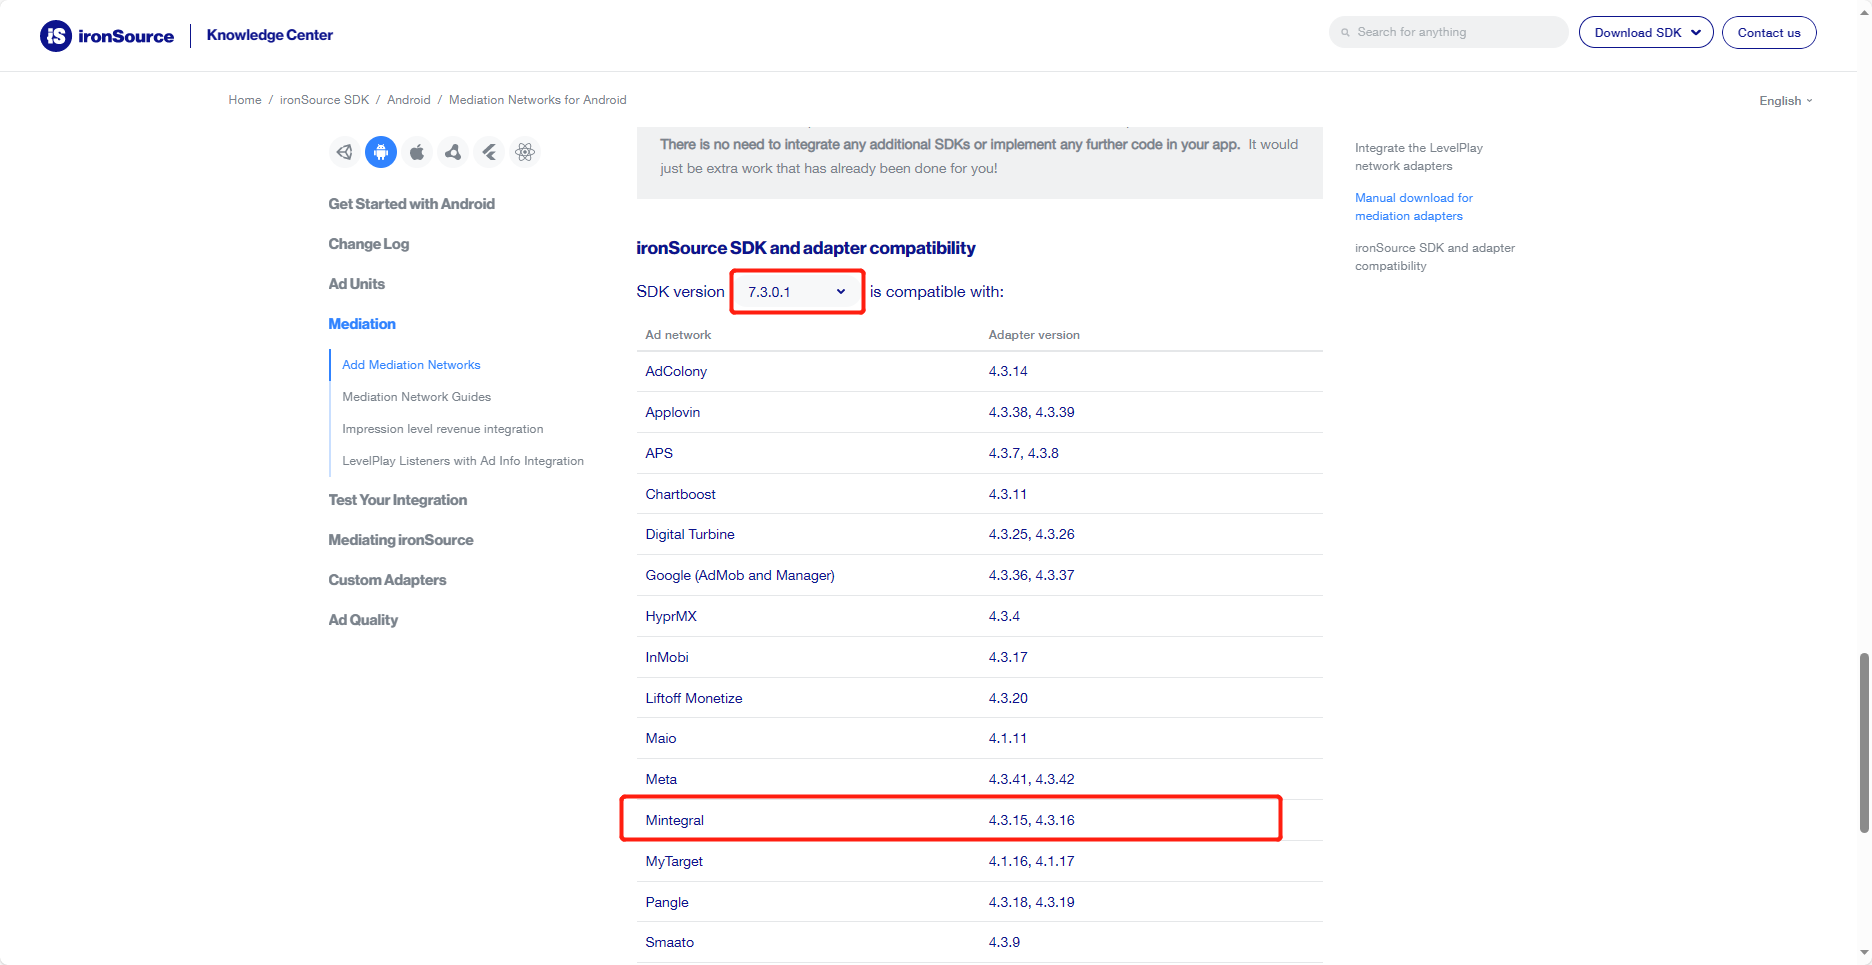 iS ironSource
Knowledge Center
Search for anything
Download SDK
Contact us
Home / ironSource SDK / Android / Mediation Networks for Android
English
Get Started with Android
Change Log
Ad Units
Mediation
Add Mediation Networks
Mediation Network Guides
Impression level revenue integration
LevelPlay Listeners with Ad Info Integration
Test Your Integration
Mediating ironSource
Custom Adapters
Ad Quality
There is no need to integrate any additional SDKs or implement any further code in your app. It would
just be extra work that has already been done for you!
ironSource SDK and adapter compatibility
SDK version 7.3.0.1 is compatible with:
Ad network Adapter version
AdColony 4.3.14
Applovin 4.3.38, 4.3.39
APS 4.3.7, 4.3.8
Chartboost 4.3.11
Digital Turbine 4.3.25, 4.3.26
Google (AdMob and Manager) 4.3.36, 4.3.37
HyprMX 4.3.4
InMobi 4.3.17
Liftoff Monetize 4.3.20
Maio 4.1.11
Meta 4.3.41, 4.3.42
Mintegral 4.3.15, 4.3.16
MyTarget 4.1.16, 4.1.17
Pangle 4.3.18, 4.3.19
Smaato 4.3.9
Integrate the LevelPlay
network adapters
Manual download for
mediation adapters
ironSource SDK and adapter
compatibility